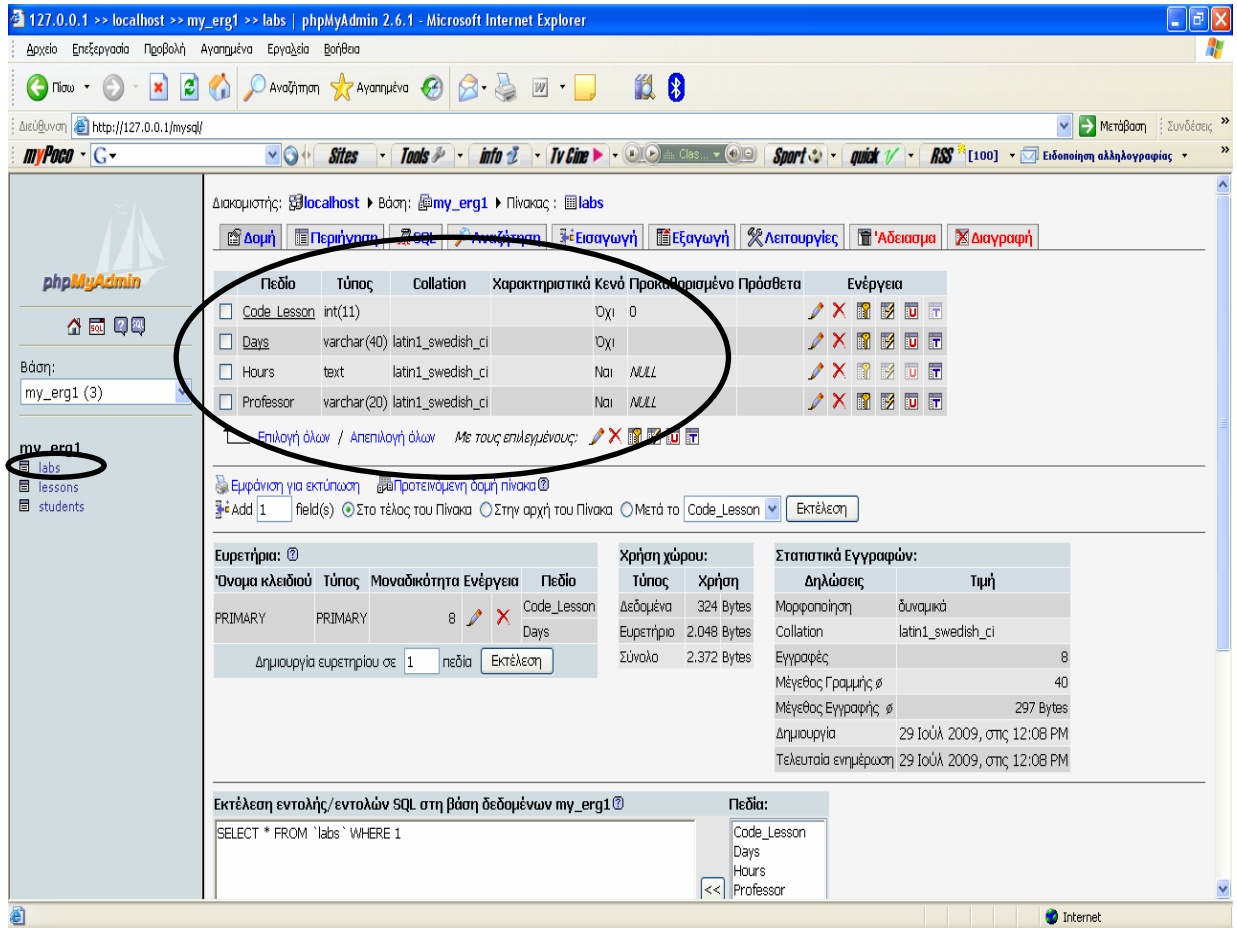 127.0.0.1 >> localhost >> my_erg1 >> labs | phpMyAdmin 2.6.1 - Microsoft Internet Explorer
Αρχείο Επεξεργασία Προβολή Αγαπημένα Εργαλεία Βοήθεια
Πίσω Αναζήτηση Αγαπημένα
Διεύθυνση http://127.0.0.1/mysql/ Μετάβαση Συνδέσεις »
myPoco G Sites Tools info Tv Gine Clas... Sport quick RSS [100] Ειδοποίηση αλληλογραφίας »
phpMyAdmin
SQL
Βάση:
my_erg1 (3)
my_erg1
labs
lessons
students
Διακομιστής: localhost Βάση: my_erg1 Πίνακας : labs
Δομή Περιήγηση SQL Αναζήτηση Εισαγωγή Εξαγωγή Λειτουργίες 'Αδειασμα Διαγραφή
Πεδίο Τύπος Collation Χαρακτηριστικά Κενό Προκαθορισμένο Πρόσθετα Ενέργεια
Code_Lesson int(11) Όχι 0
Days varchar(40) latin1_swedish_ci Όχι
Hours text latin1_swedish_ci Ναι NULL
Professor varchar(20) latin1_swedish_ci Ναι NULL
Επιλογή όλων / Απεπιλογή όλων Με τους επιλεγμένους:
Εμφάνιση για εκτύπωση Προτεινόμενη δομή πίνακα
Add 1 field(s) Στο τέλος του Πίνακα Στην αρχή του Πίνακα Μετά το Code_Lesson Εκτέλεση
Ευρετήρια:
'Ονομα κλειδιού Τύπος Μοναδικότητα Ενέργεια Πεδίο
PRIMARY PRIMARY 8 Code_Lesson
Days
Δημιουργία ευρετηρίου σε 1 πεδία Εκτέλεση
Χρήση χώρου:
Τύπος Χρήση
Δεδομένα 324 Bytes
Ευρετήριο 2.048 Bytes
Σύνολο 2.372 Bytes
Στατιστικά Εγγραφών:
Δηλώσεις Τιμή
Μορφοποίηση δυναμικά
Collation latin1_swedish_ci
Εγγραφές 8
Μέγεθος Γραμμής ø 40
Μέγεθος Εγγραφής ø 297 Bytes
Δημιουργία 29 Ιούλ 2009, στις 12:08 PM
Τελευταία ενημέρωση 29 Ιούλ 2009, στις 12:08 PM
Εκτέλεση εντολής/εντολών SQL στη βάση δεδομένων my_erg1
SELECT * FROM `labs` WHERE 1
<<
Πεδία:
Code_Lesson
Days
Hours
Professor
Internet